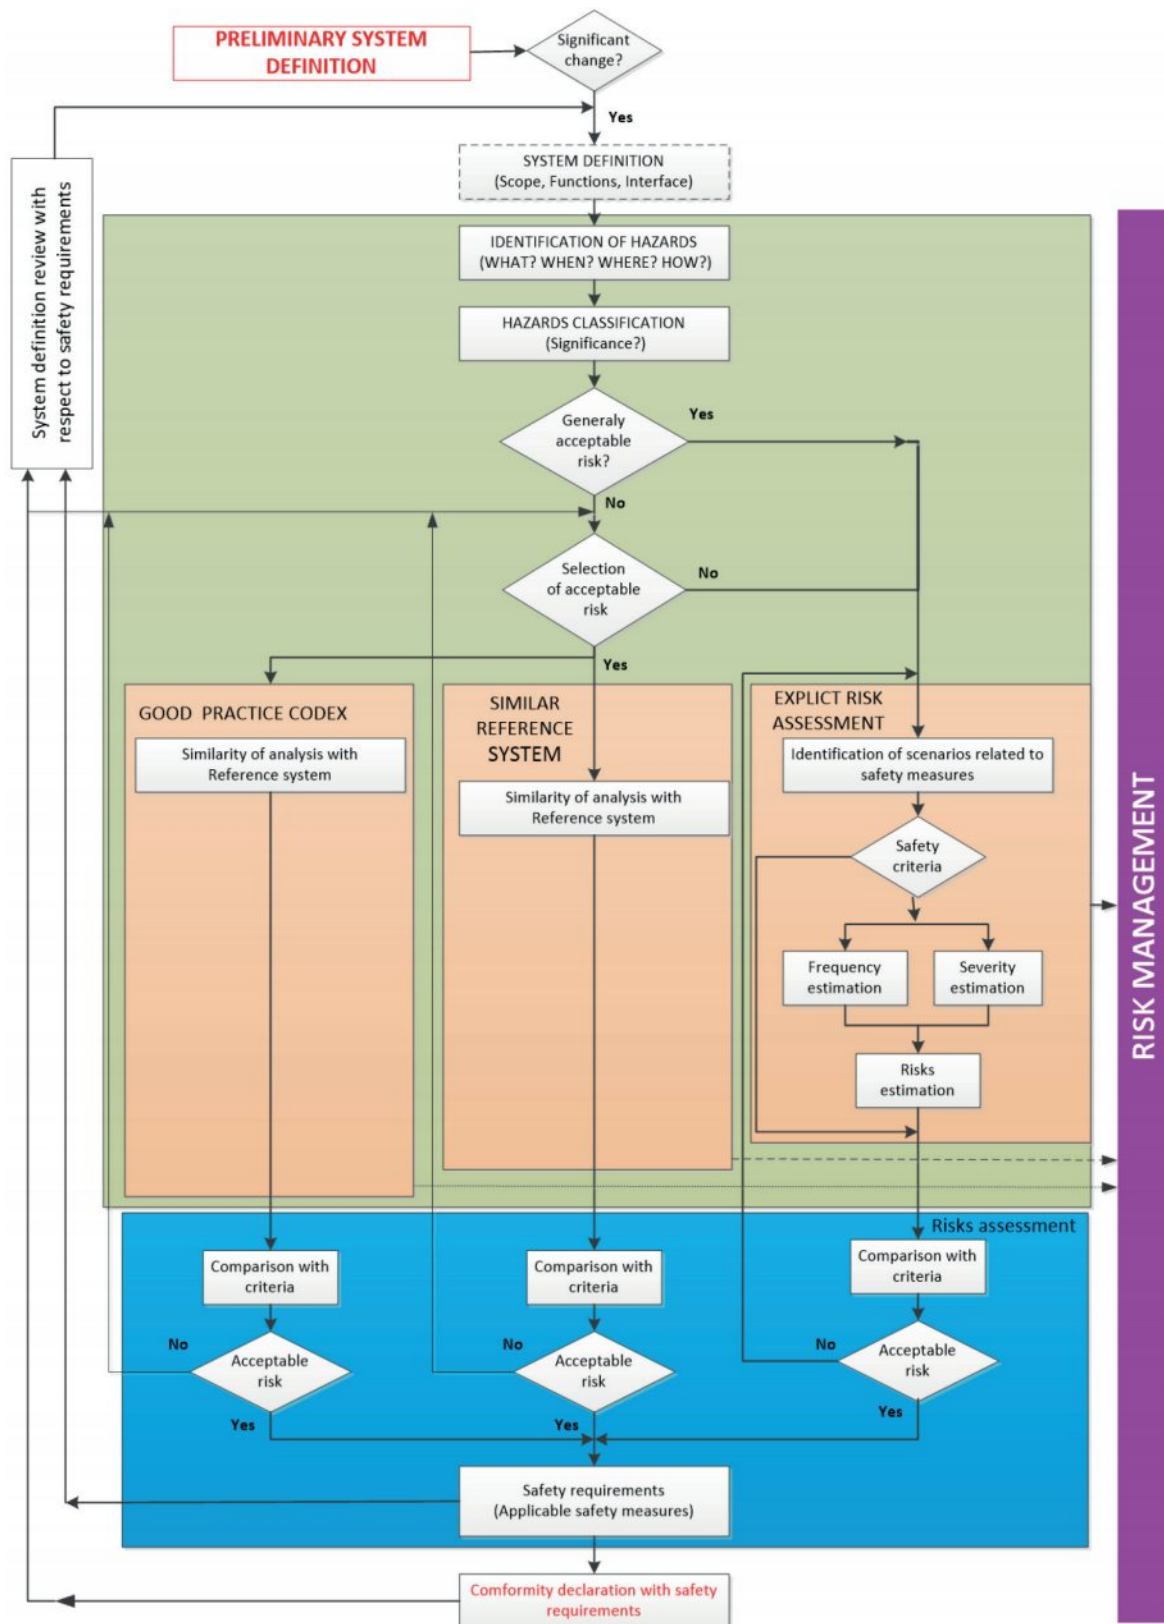 PRELIMINARY SYSTEM
DEFINITION
Significant
change?
Yes
SYSTEM DEFINITION
(Scope, Functions, Interface)
System definition review with
respect to safety requirements
IDENTIFICATION OF HAZARDS
(WHAT? WHEN? WHERE? HOW?)
HAZARDS CLASSIFICATION
(Significance?)
Generaly
acceptable
risk?
Yes
No
Selection
of acceptable
risk
No
Yes
GOOD PRACTICE CODEX
Similarity of analysis with
Reference system
SIMILAR
REFERENCE
SYSTEM
Similarity of analysis with
Reference system
EXPLICT RISK
ASSESSMENT
Identification of scenarios related to
safety measures
Safety
criteria
Frequency
estimation
Severity
estimation
Risks
estimation
RISK MANAGEMENT
Risks assessment
Comparison with
criteria
Comparison with
criteria
Comparison with
criteria
No
Acceptable
risk
Yes
No
Acceptable
risk
Yes
No
Acceptable
risk
Yes
Safety requirements
(Applicable safety measures)
Comformity declaration with safety
requirements